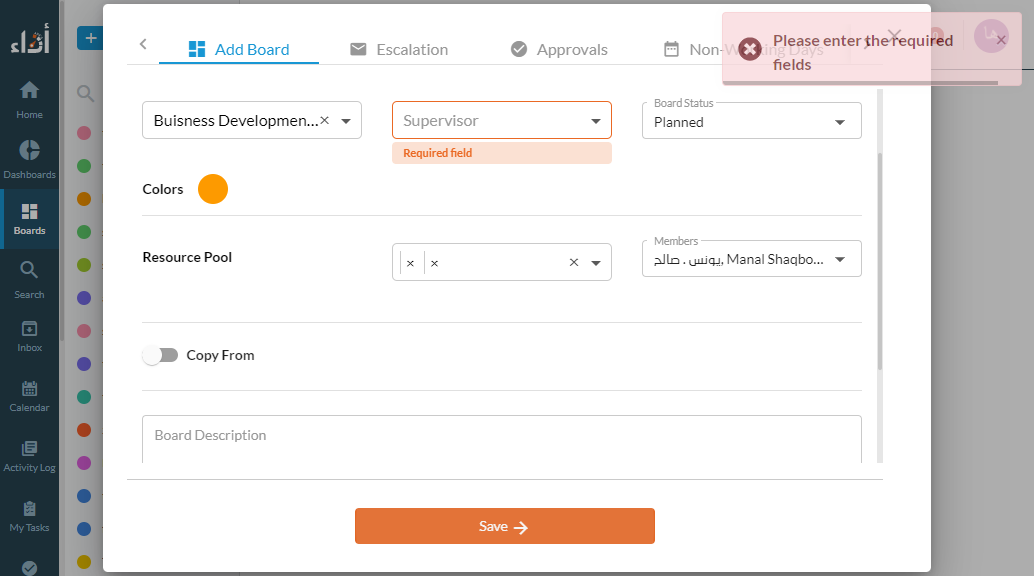 أداء
Home
Dashboards
Boards
Search
Inbox
Calendar
Activity Log
My Tasks
Add Board
Escalation
Approvals
Non-Working Days
Please enter the required
fields
Buisness Developmen...
Supervisor
Required field
Board Status
Planned
Colors
Resource Pool
Members
يونس . صالح, Manal Shaqbo...
Copy From
Board Description
Save